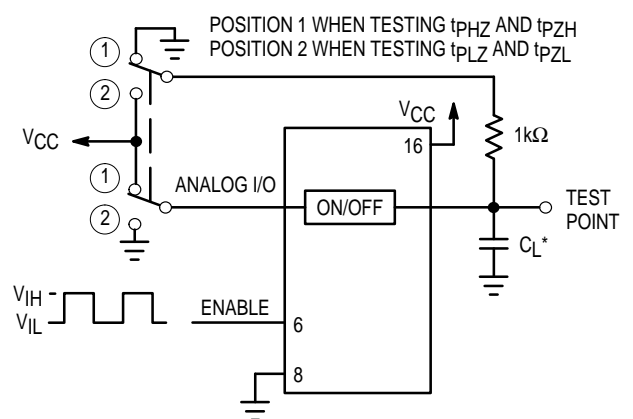 POSITION 1 WHEN TESTING tPHZ AND tPZH
POSITION 2 WHEN TESTING tPLZ AND tPZL
1
2
VCC
VCC
16
1kΩ
1
ANALOG I/O
ON/OFF
TEST
POINT
2
CL*
VIH
VIL
ENABLE
6
8